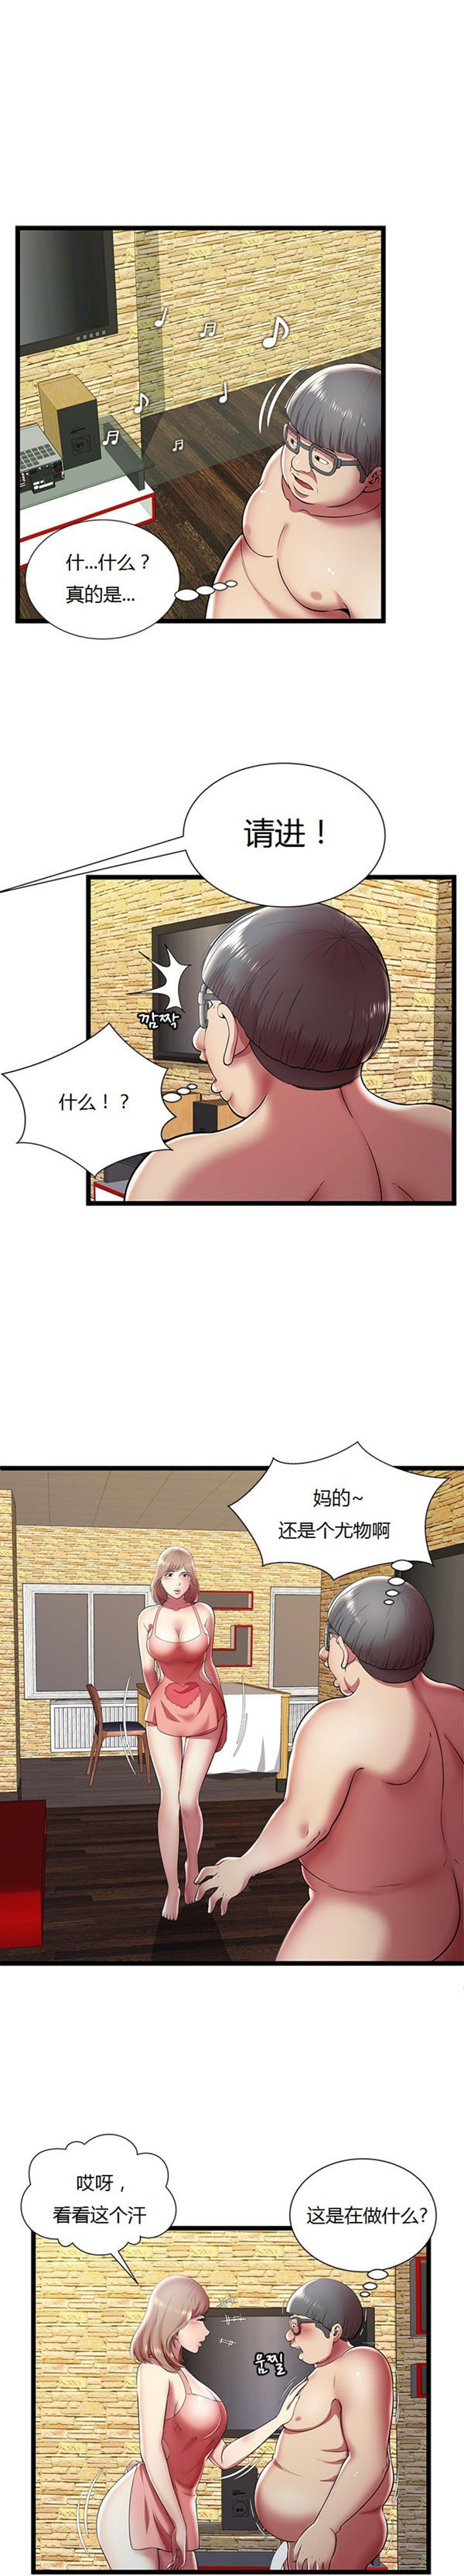 什...什么？
真的是...
请进！
깜짝
什么！？
妈的~
还是个尤物啊
哎呀，
看看这个汗
这是在做什么?
움찔